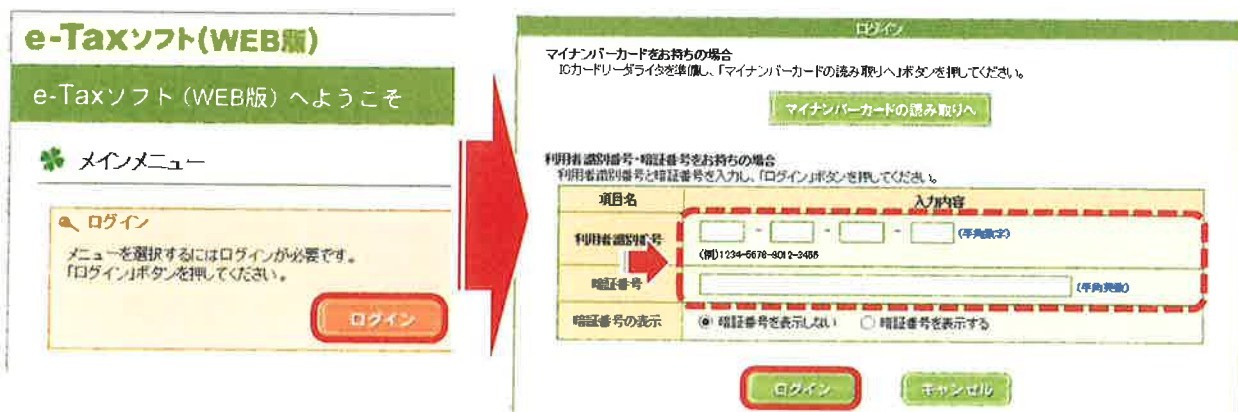 e-Taxソフト(WEB版)
e-Taxソフト(WEB版)へようこそ
メインメニュー
ログイン
メニューを選択するにはログインが必要です。
「ログイン」ボタンを押してください。
ログイン
ログイン
マイナンバーカードをお持ちの場合
ICカードリーダライタを準備し、「マイナンバーカードの読み取りへ」ボタンを押してください。
マイナンバーカードの読み取りへ
利用者識別番号・暗証番号をお持ちの場合
利用者識別番号と暗証番号を入力し、「ログイン」ボタンを押してください。
項目名 入力内容
利用者識別番号 - - - (半角数字)
(例)1234-5678-9012-3456
暗証番号 (半角英数)
暗証番号の表示 暗証番号を表示しない 暗証番号を表示する
ログイン キャンセル